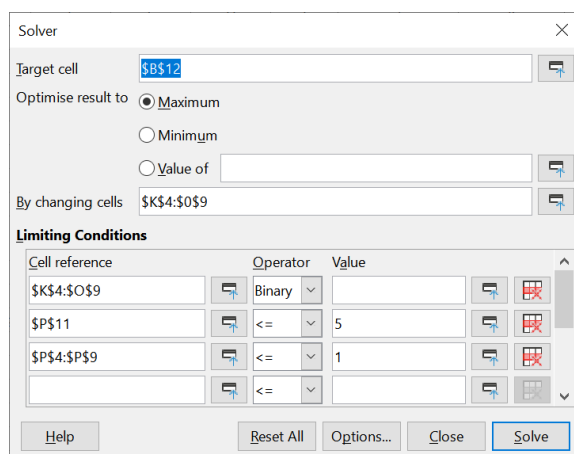 Solver
Target cell $B$12
Optimise result to Maximum
Minimum
Value of
By changing cells $K$4:$0$9
Limiting Conditions
Cell reference Operator Value
$K$4:$O$9 Binary
$P$11 <= 5
$P$4:$P$9 <= 1
<=
Help Reset All Options... Close Solve